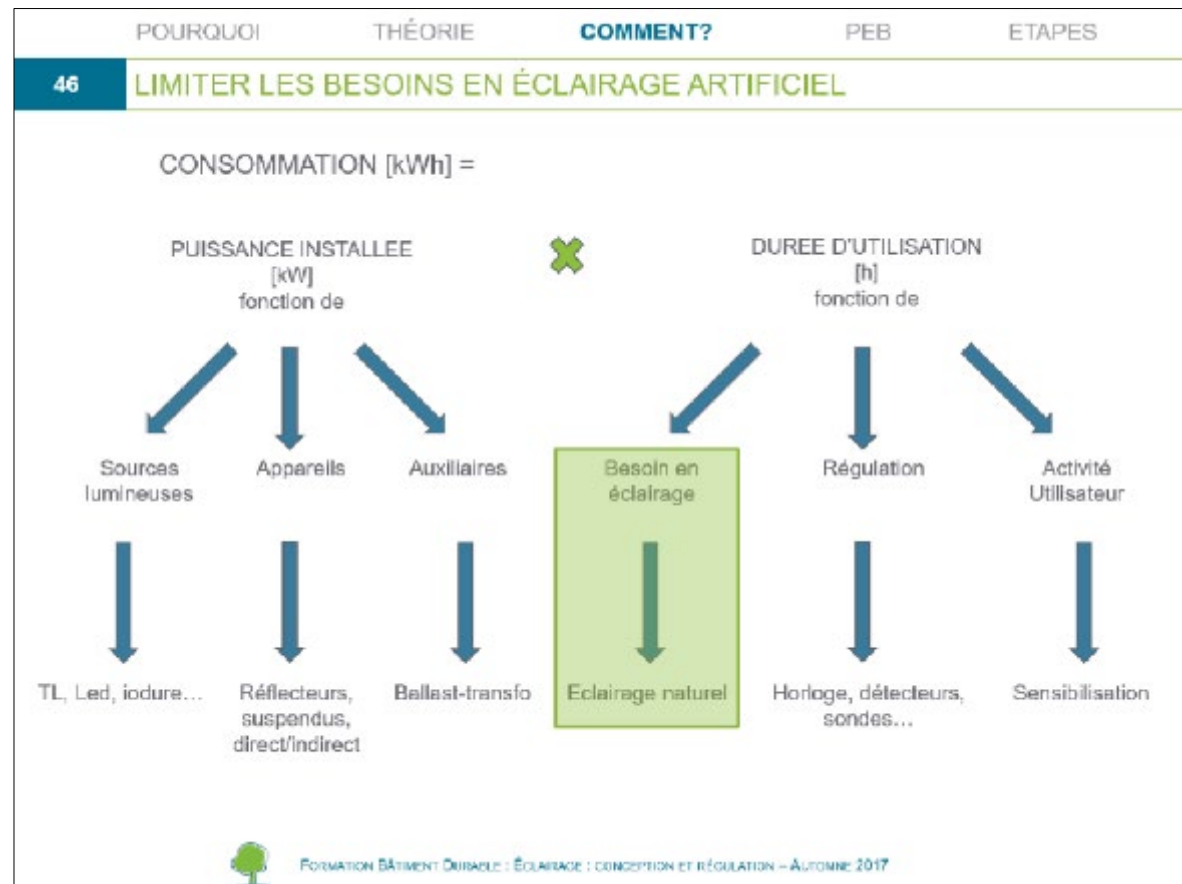 POURQUOI THÉORIE COMMENT? PEB ETAPES
46 LIMITER LES BESOINS EN ÉCLAIRAGE ARTIFICIEL
CONSOMMATION [kWh] =
PUISSANCE INSTALLEE
[kW]
fonction de
DUREE D'UTILISATION
[h]
fonction de
Sources
lumineuses
Appareils
Auxiliaires
Besoin en
éclairage
Régulation
Activité
Utilisateur
TL, Led, iodure…
Réflecteurs,
suspendus,
direct/indirect
Ballast-transfo
Eclairage naturel
Horloge, détecteurs,
sondes…
Sensibilisation
FORMATION BÂTIMENT DURABLE : ÉCLAIRAGE : CONCEPTION ET RÉGULATION – AUTOMNE 2017